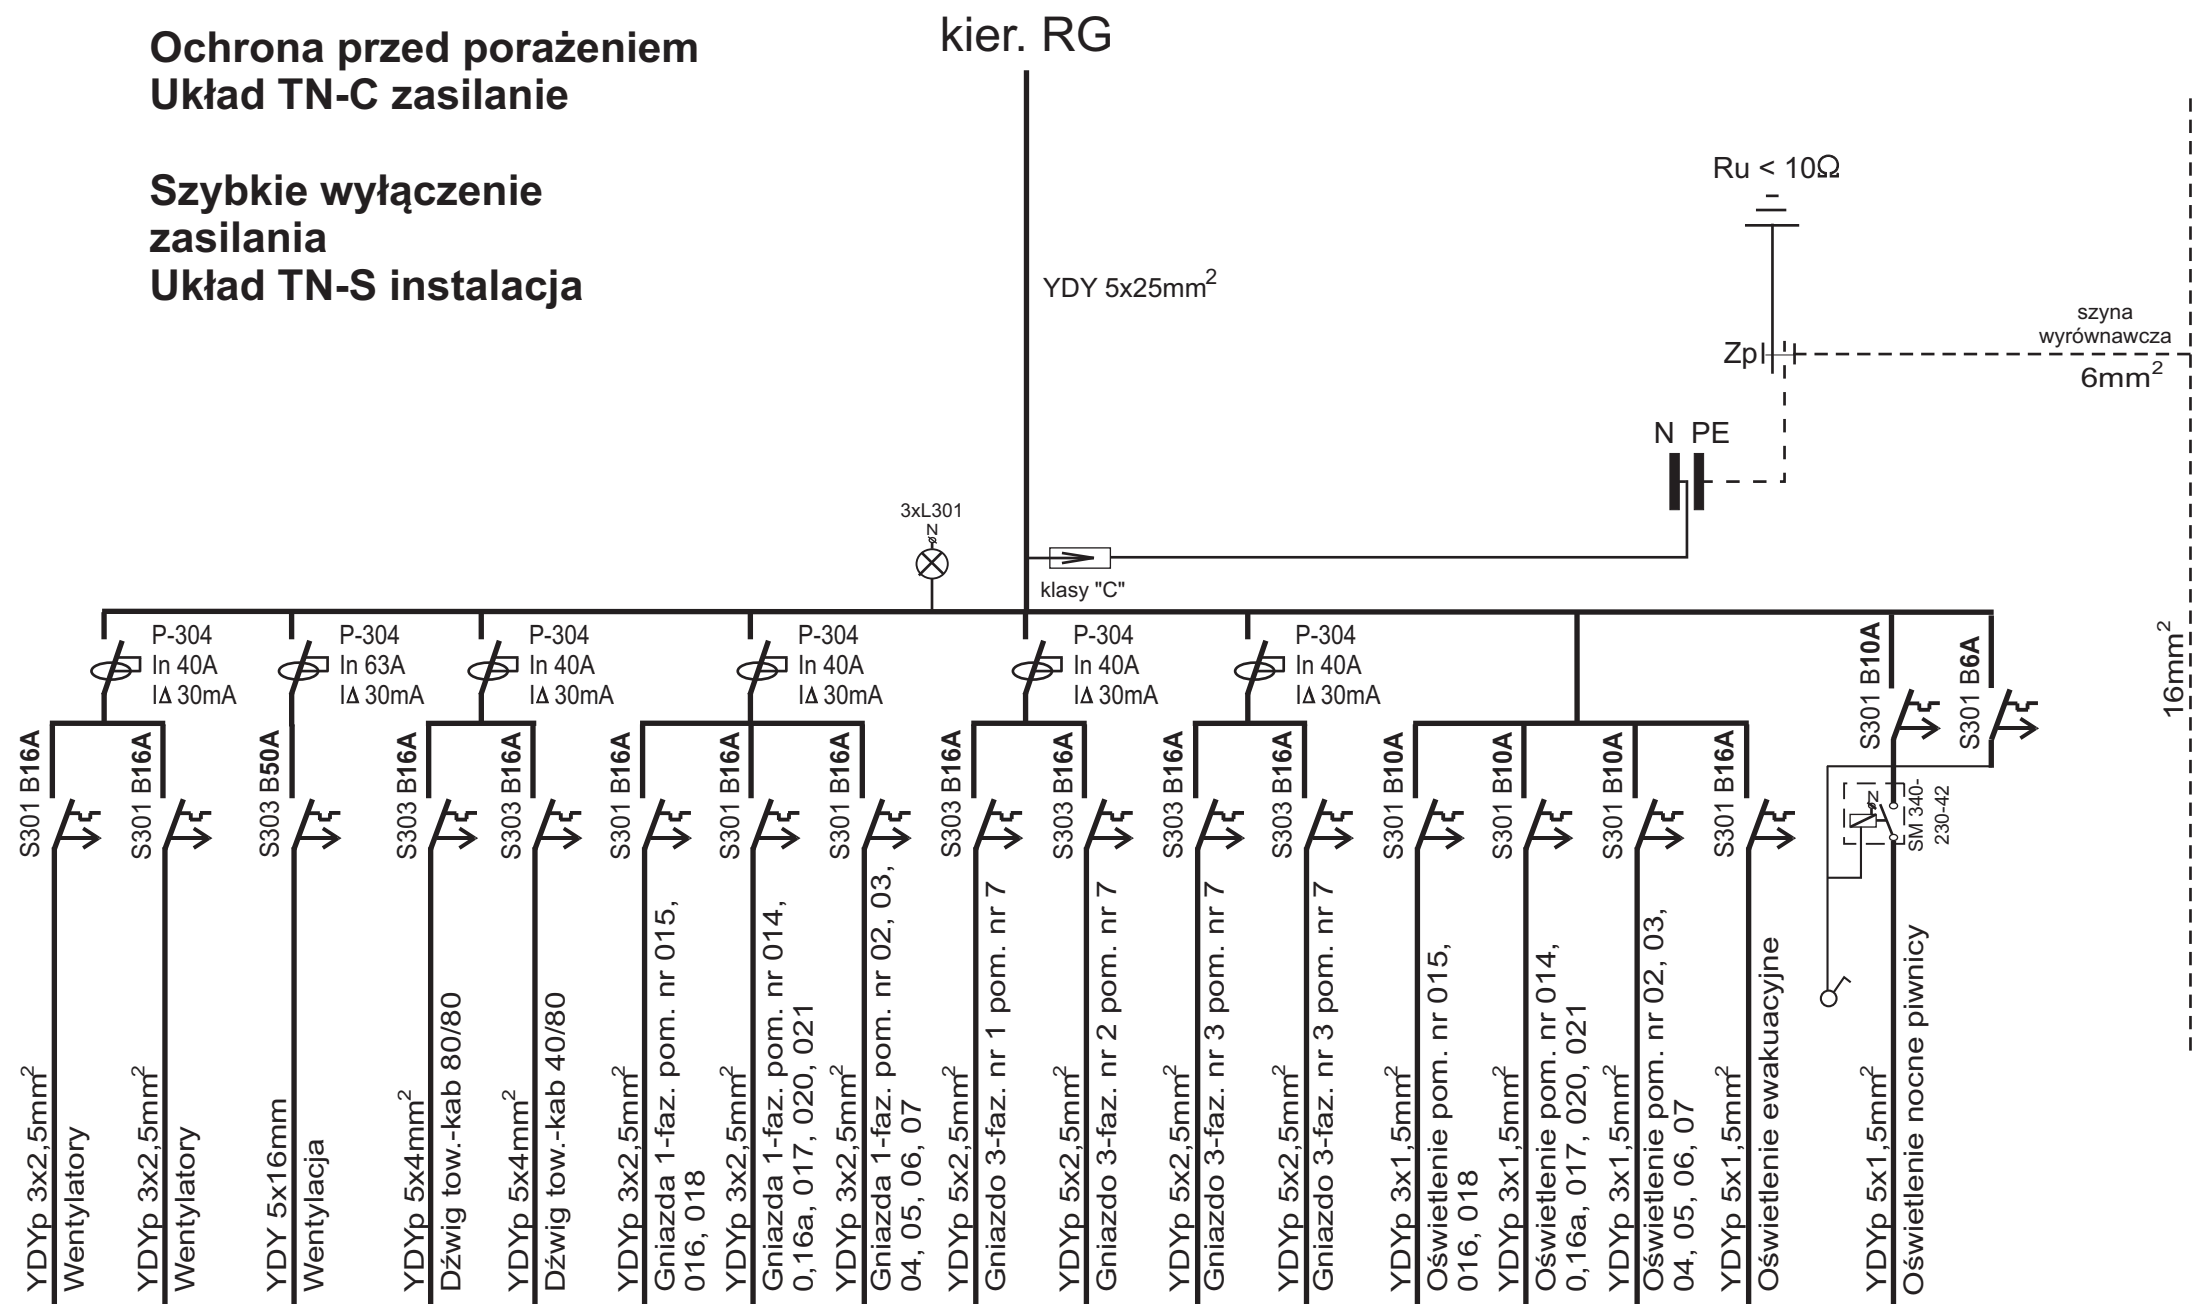 Ochrona przed porażeniem
Układ TN-C zasilanie
Szybkie wyłączenie
zasilania
Układ TN-S instalacja
kier. RG
YDY 5x25mm²
Ru < 10Ω
szyna
wyrównawcza
Zp
6mm²
N PE
3xL301
N
klasy "C"
16mm²
P-304
In 40A
IΔ 30mA
P-304
In 63A
IΔ 30mA
P-304
In 40A
IΔ 30mA
P-304
In 40A
IΔ 30mA
P-304
In 40A
IΔ 30mA
P-304
In 40A
IΔ 30mA
S301 B16A
S301 B16A
S303 B50A
S303 B16A
S303 B16A
S301 B16A
S301 B16A
S301 B16A
S303 B16A
S303 B16A
S303 B16A
S303 B16A
S301 B10A
S301 B10A
S301 B10A
S301 B16A
S301 B10A
S301 B6A
N
SM 340-
230-42
YDYp 3x2,5mm²
Wentylatory
YDYp 3x2,5mm²
Wentylatory
YDY 5x16mm
Wentylacja
YDYp 5x4mm²
Dźwig tow.-kab 80/80
YDYp 5x4mm²
Dźwig tow.-kab 40/80
YDYp 3x2,5mm²
Gniazda 1-faz. pom. nr 015,
016, 018
YDYp 3x2,5mm²
Gniazda 1-faz. pom. nr 014,
0,16a, 017, 020, 021
YDYp 3x2,5mm²
Gniazda 1-faz. pom. nr 02, 03,
04, 05, 06, 07
YDYp 5x2,5mm²
Gniazdo 3-faz. nr 1 pom. nr 7
YDYp 5x2,5mm²
Gniazdo 3-faz. nr 2 pom. nr 7
YDYp 5x2,5mm²
Gniazdo 3-faz. nr 3 pom. nr 7
YDYp 5x2,5mm²
Gniazdo 3-faz. nr 3 pom. nr 7
YDYp 3x1,5mm²
Oświetlenie pom. nr 015,
016, 018
YDYp 3x1,5mm²
Oświetlenie pom. nr 014,
0,16a, 017, 020, 021
YDYp 3x1,5mm²
Oświetlenie pom. nr 02, 03,
04, 05, 06, 07
YDYp 5x1,5mm²
Oświetlenie ewakuacyjne
YDYp 5x1,5mm²
Oświetlenie nocne piwnicy